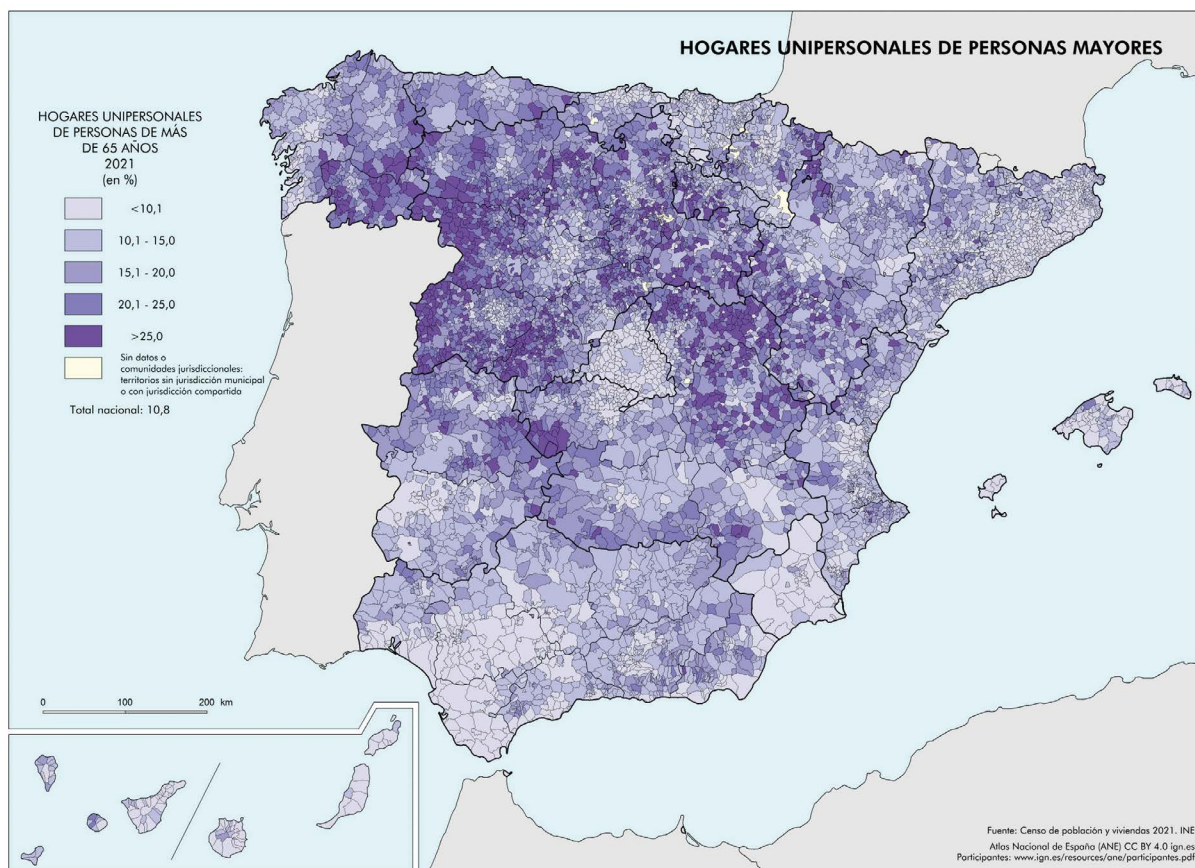 HOGARES UNIPERSONALES DE PERSONAS MAYORES
HOGARES UNIPERSONALES
DE PERSONAS DE MÁS
DE 65 AÑOS
2021
(en %)
<10,1
10,1 - 15,0
15,1 - 20,0
20,1 - 25,0
>25,0
Sin datos o
comunidades jurisdiccionales:
territorios sin jurisdicción municipal
o con jurisdicción compartida
Total nacional: 10,8
0 100 200 km
Fuente: Censo de población y viviendas 2021. INE
Atlas Nacional de España (ANE) CC BY 4.0 ign.es
Participantes: www.ign.es/resources/ane/participantes.pdf